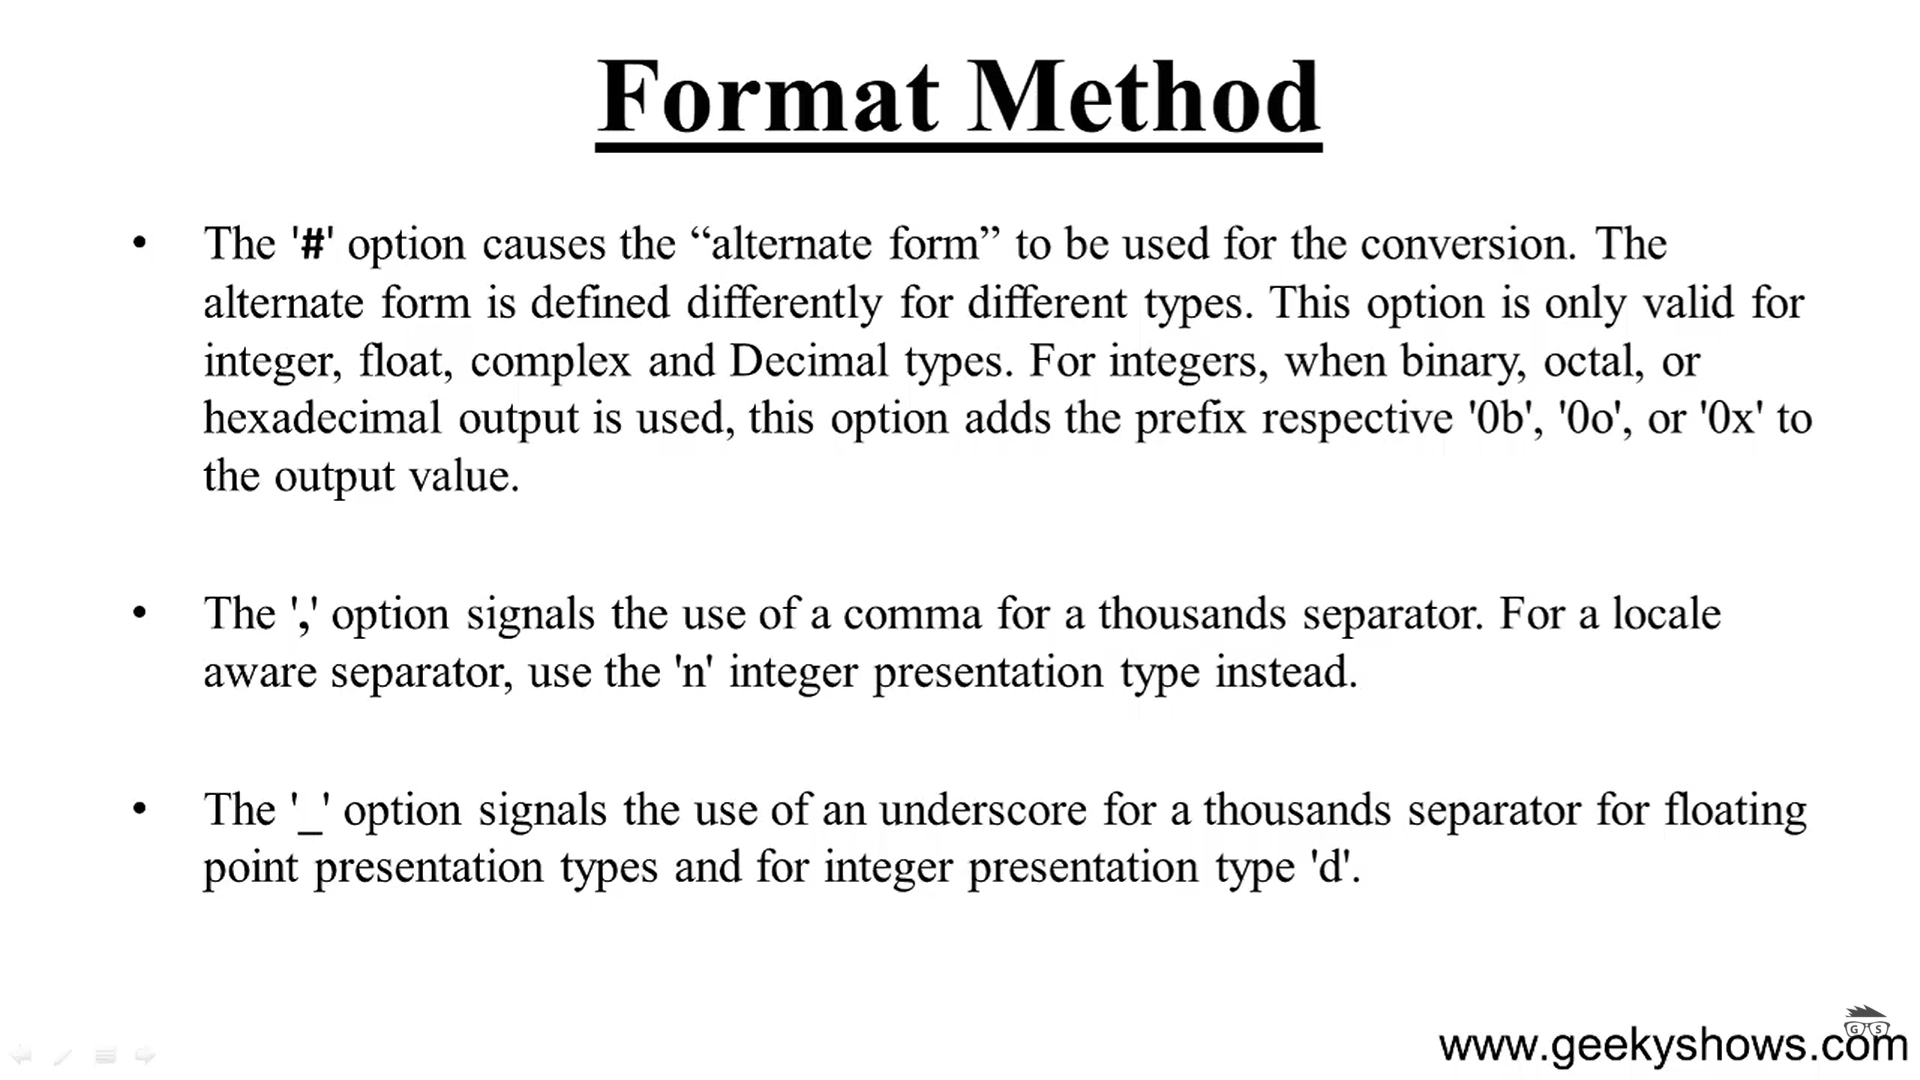 Format Method
• The '#' option causes the “alternate form” to be used for the conversion. The
alternate form is defined differently for different types. This option is only valid for
integer, float, complex and Decimal types. For integers, when binary, octal, or
hexadecimal output is used, this option adds the prefix respective '0b', '0o', or '0x' to
the output value.
• The ',' option signals the use of a comma for a thousands separator. For a locale
aware separator, use the 'n' integer presentation type instead.
• The '_' option signals the use of an underscore for a thousands separator for floating
point presentation types and for integer presentation type 'd'.
G S
www.geekyshows.com